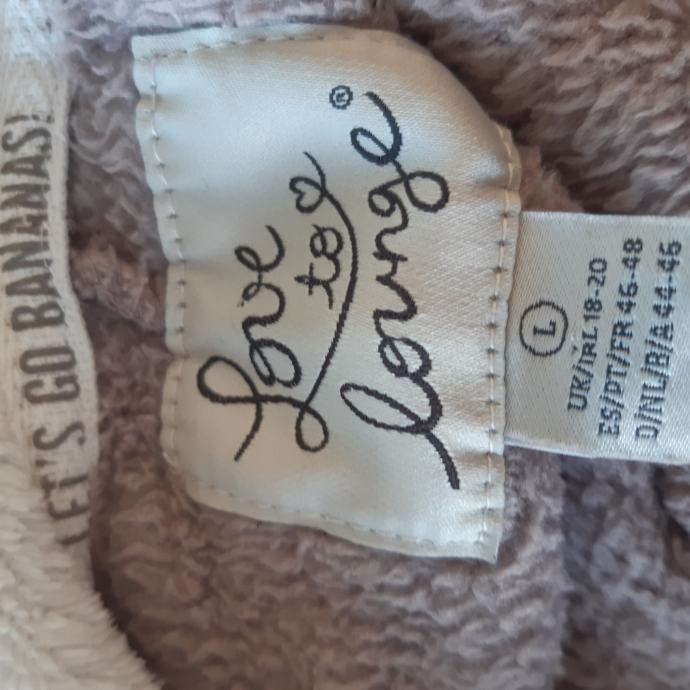 LET'S GO BANANAS!
love
to
lounge®
L
UK/IRL 18-20
ES/PT/FR 46-48
D/NL/B/A 44-46